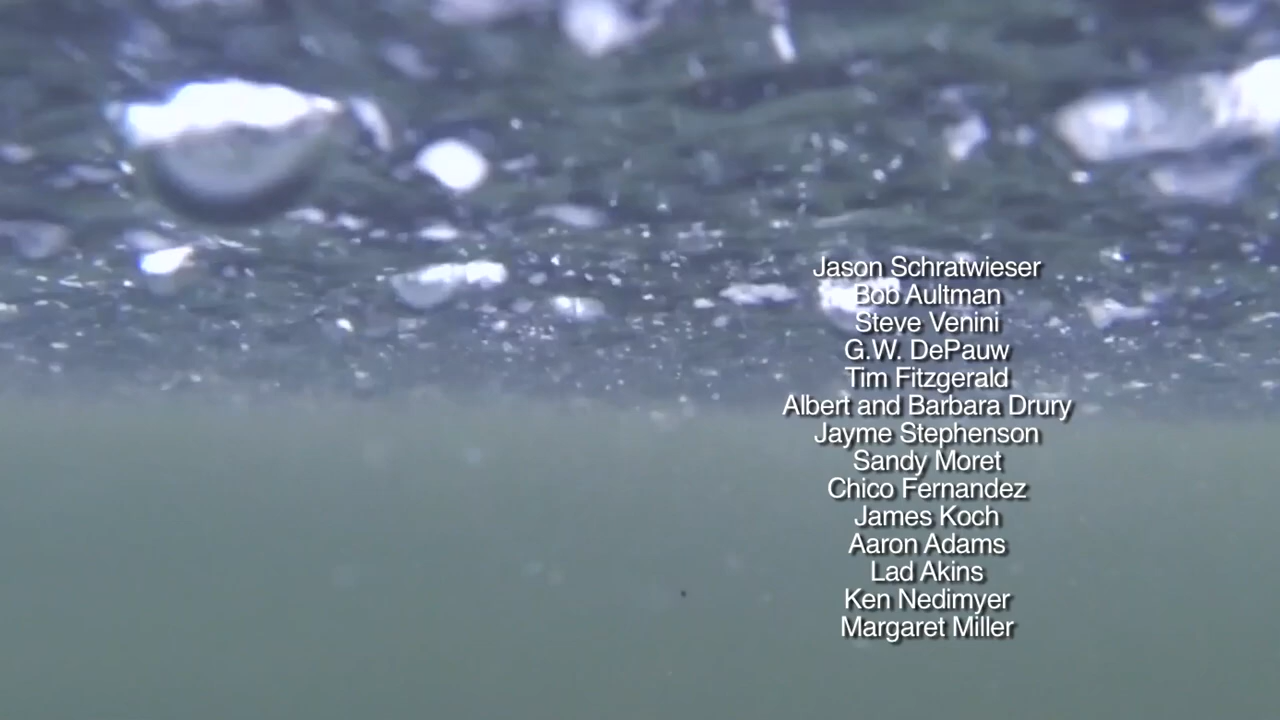 Jason Schratwieser
Bob Aultman
Steve Venini
G.W. DePauw
Tim Fitzgerald
Albert and Barbara Drury
Jayme Stephenson
Sandy Moret
Chico Fernandez
James Koch
Aaron Adams
Lad Akins
Ken Nedimyer
Margaret Miller